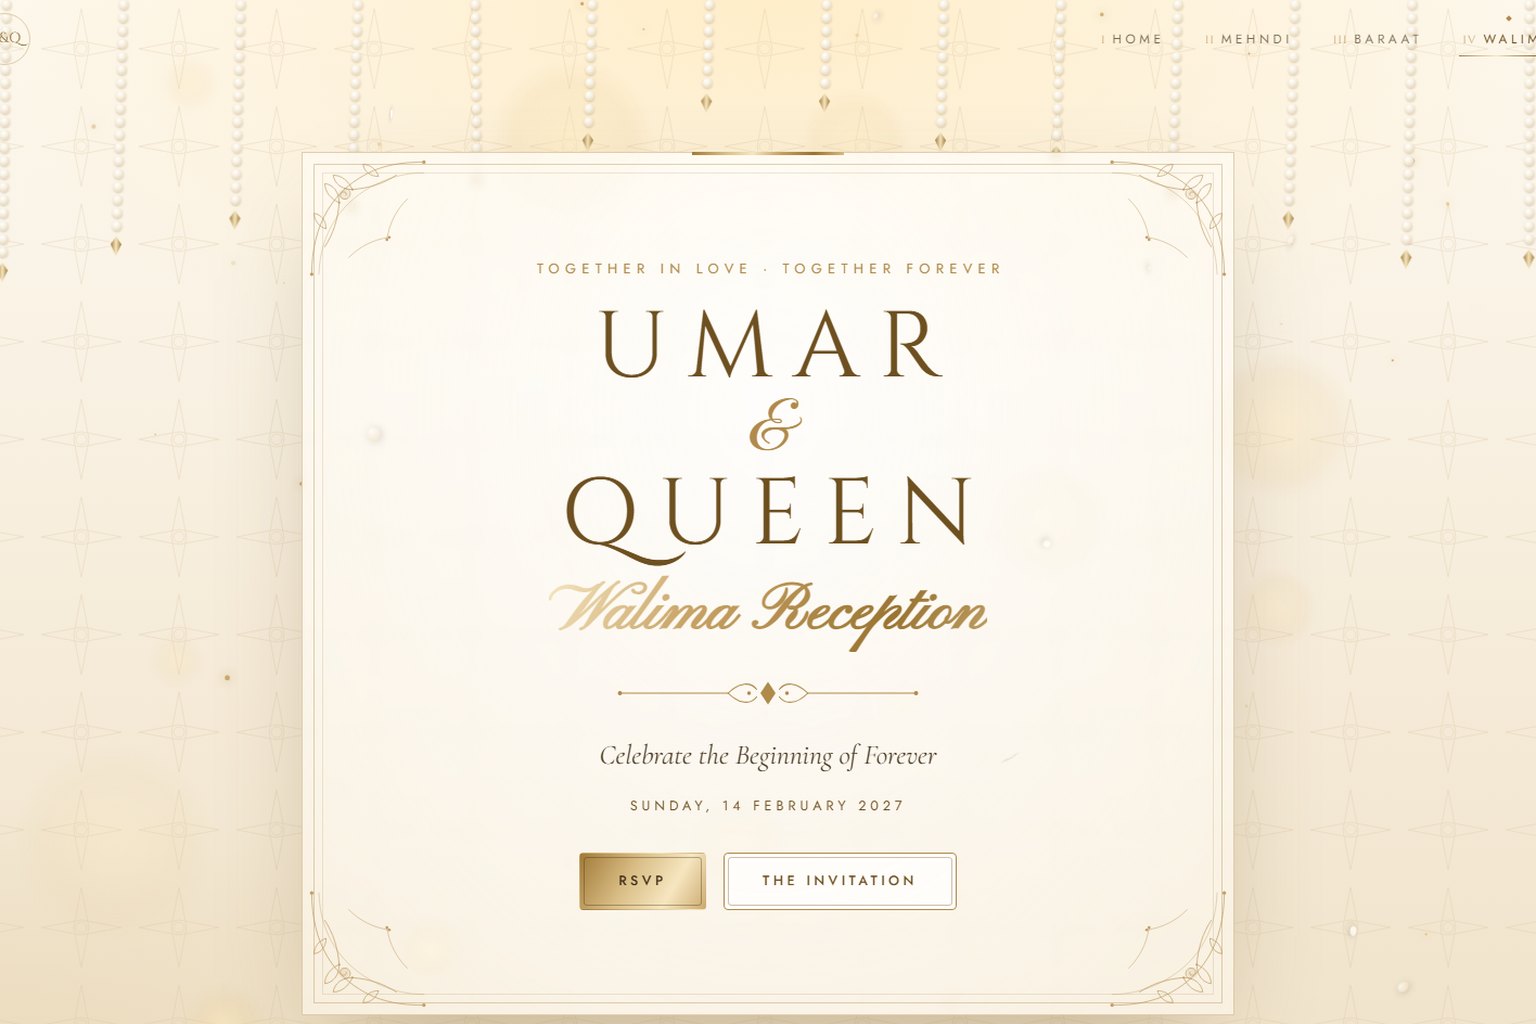 &Q
I HOME
II MEHNDI
III BARAAT
IV WALIM
TOGETHER IN LOVE · TOGETHER FOREVER
UMAR
&
QUEEN
Walima Reception
Celebrate the Beginning of Forever
SUNDAY, 14 FEBRUARY 2027
RSVP
THE INVITATION